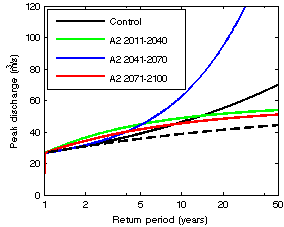 120
100
80
60
40
20
0
Peak discharge (m³/s)
Control
A2 2011-2040
A2 2041-2070
A2 2071-2100
1 2 5 10 20 50
Return period (years)